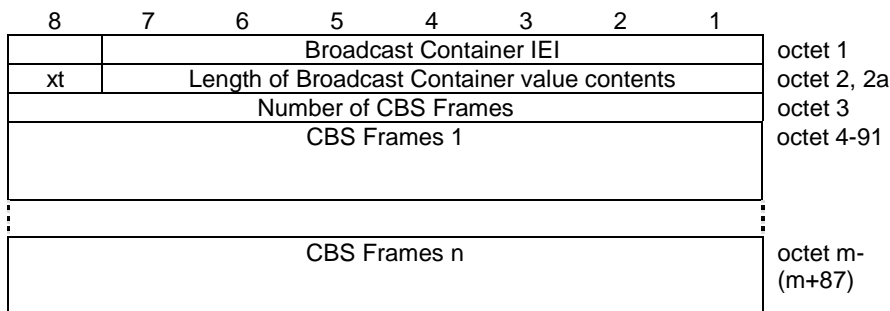 8 7 6 5 4 3 2 1
Broadcast Container IEI octet 1
xt Length of Broadcast Container value contents octet 2, 2a
Number of CBS Frames octet 3
CBS Frames 1 octet 4-91
CBS Frames n octet m-
(m+87)